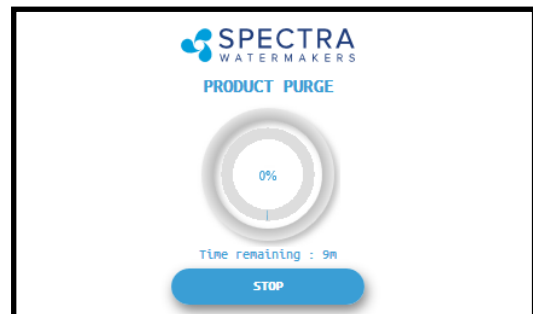 SPECTRA
WATERMAKERS
PRODUCT PURGE
0%
Time remaining : 9m
STOP